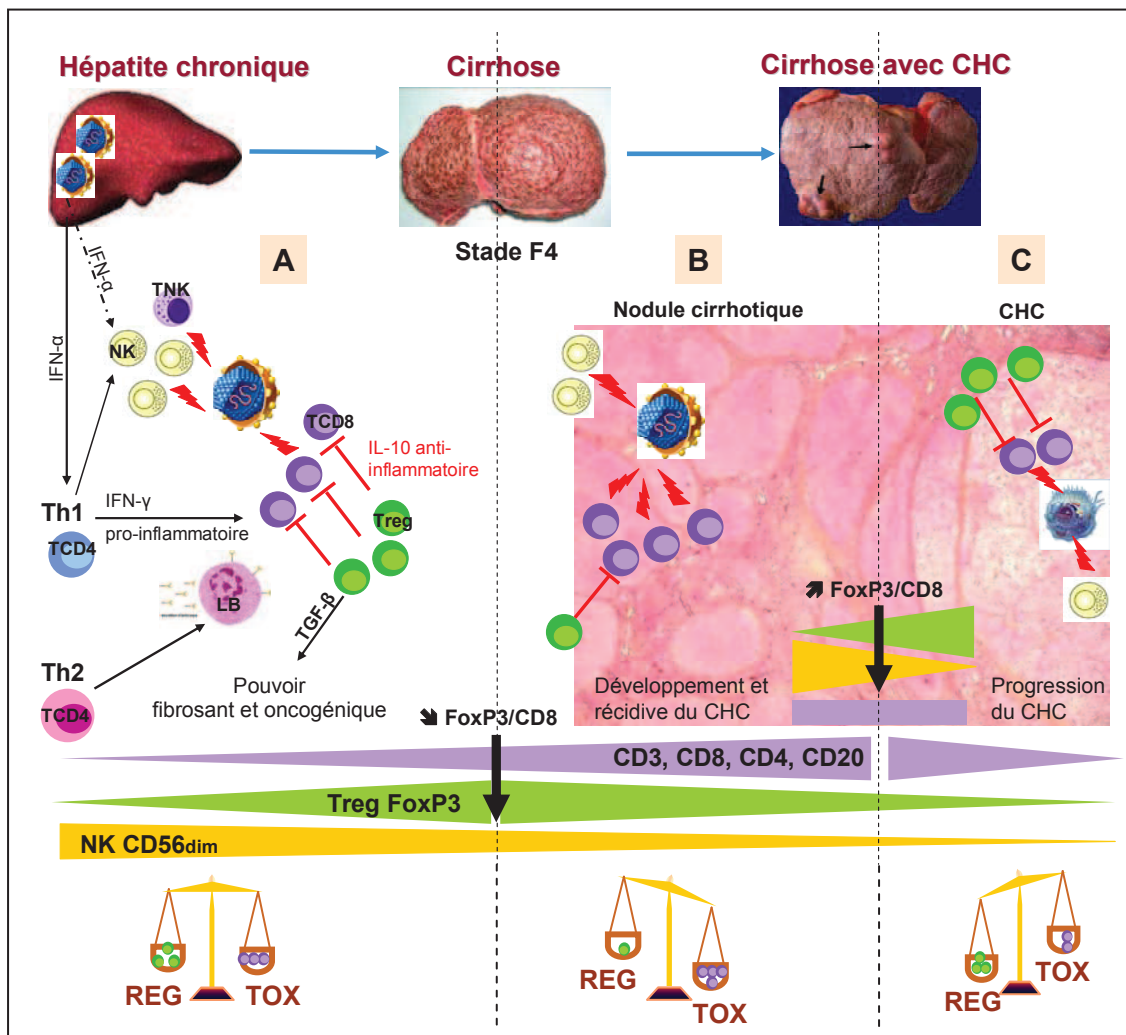 Hépatite chronique
Cirrhose
Cirrhose avec CHC
Stade F4
A
B
C
IFN-α
IFN-α
TNK
NK
TCD8
IL-10 anti-
inflammatoire
Th1
IFN-γ
pro-inflammatoire
TCD4
Treg
LB
TGF-β
Th2
TCD4
Pouvoir
fibrosant et oncogénique
Nodule cirrhotique
CHC
➘ FoxP3/CD8
➚ FoxP3/CD8
Développement et
récidive du CHC
Progression
du CHC
CD3, CD8, CD4, CD20
Treg FoxP3
NK CD56dim
REG
TOX
REG
TOX
REG
TOX